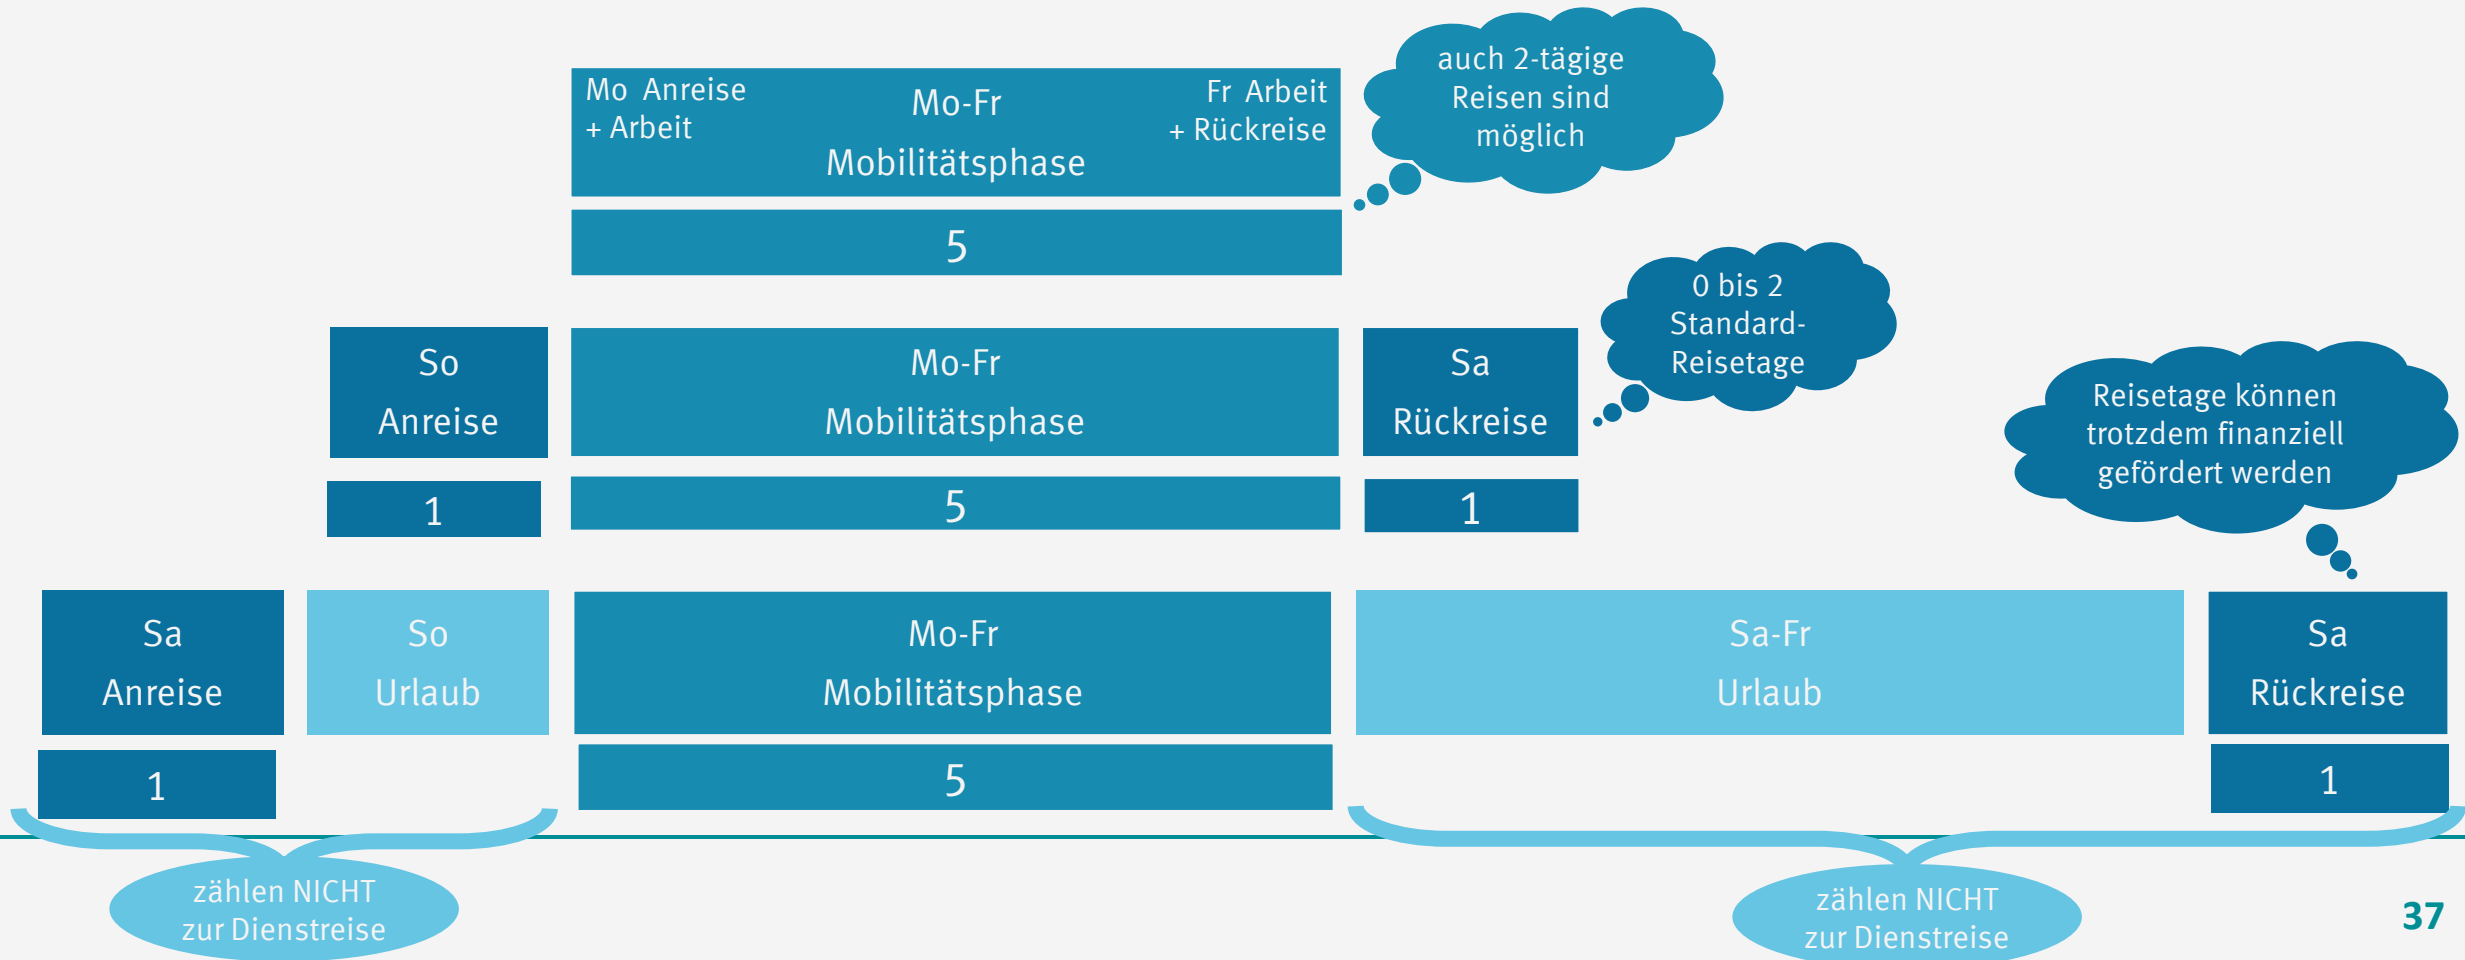 auch 2-tägige
Reisen sind
möglich
Mo Anreise
+ Arbeit
Mo-Fr
Mobilitätsphase
Fr Arbeit
+ Rückreise
5
0 bis 2
Standard-
Reisetage
So
Anreise
Mo-Fr
Mobilitätsphase
Sa
Rückreise
1
5
1
Reisetage können
trotzdem finanziell
gefördert werden
Sa
Anreise
So
Urlaub
Mo-Fr
Mobilitätsphase
Sa-Fr
Urlaub
Sa
Rückreise
1
5
1
zählen NICHT
zur Dienstreise
zählen NICHT
zur Dienstreise
37